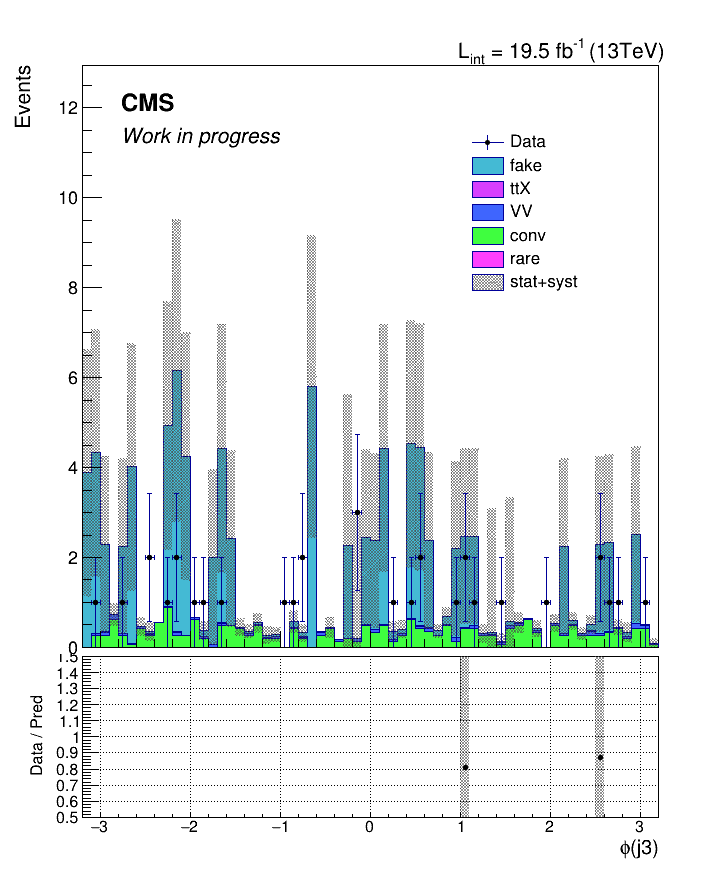 L_int = 19.5 fb^-1 (13TeV)
Events
CMS
Work in progress
Data
fake
ttX
VV
conv
rare
stat+syst
12
10
8
6
4
2
0
Data / Pred
1.5
1.4
1.3
1.2
1.1
1
0.9
0.8
0.7
0.6
0.5
−3 −2 −1 0 1 2 3
ϕ(j3)